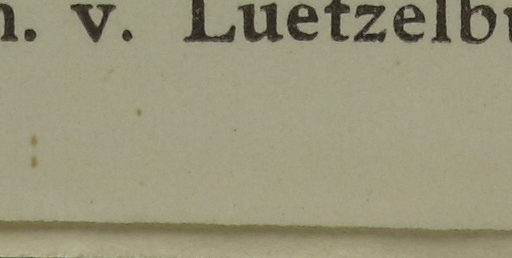 n. v. Luetzelb